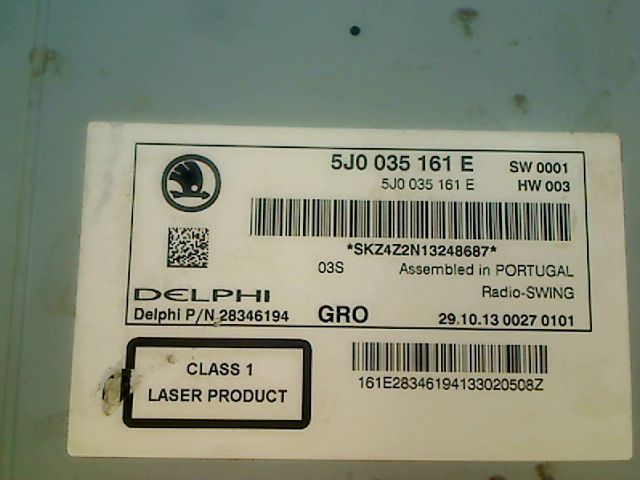 5J0 035 161 E SW 0001
5J0 035 161 E HW 003
*SKZ4Z2N13248687*
03S Assembled in PORTUGAL
DELPHI Radio-SWING
Delphi P/N 28346194 GRO 29.10.13 0027 0101
CLASS 1
LASER PRODUCT
161E28346194133020508Z